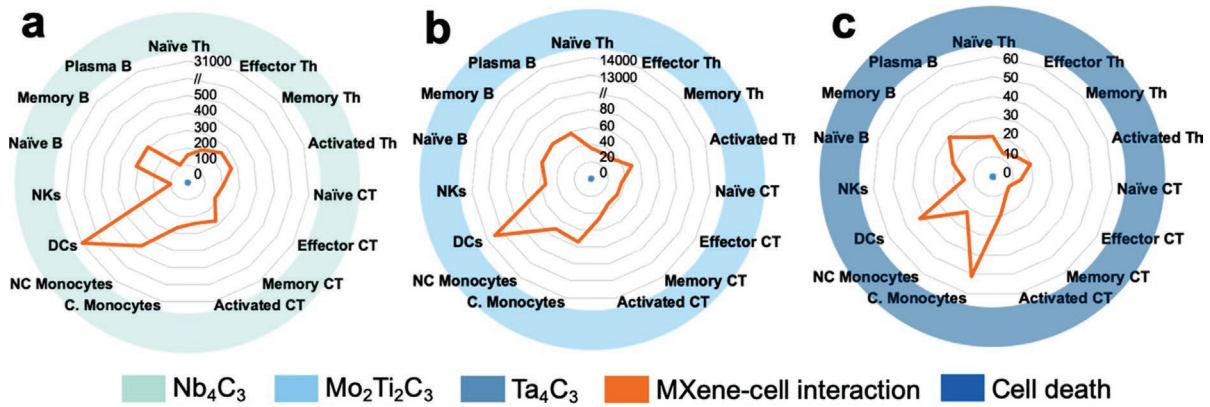 a
Naïve Th
Plasma B
Effector Th
Memory B
Memory Th
Naïve B
Activated Th
NKs
Naïve CT
DCs
Effector CT
NC Monocytes
Memory CT
C. Monocytes
Activated CT
31000
//
500
400
300
200
100
0
b
Naïve Th
Plasma B
Effector Th
Memory B
Memory Th
Naïve B
Activated Th
NKs
Naïve CT
DCs
Effector CT
NC Monocytes
Memory CT
C. Monocytes
Activated CT
14000
13000
//
80
60
40
20
0
c
Naïve Th
Plasma B
Effector Th
Memory B
Memory Th
Naïve B
Activated Th
NKs
Naïve CT
DCs
Effector CT
NC Monocytes
Memory CT
C. Monocytes
Activated CT
60
50
40
30
20
10
0
Nb₄C₃
Mo₂Ti₂C₃
Ta₄C₃
MXene-cell interaction
Cell death